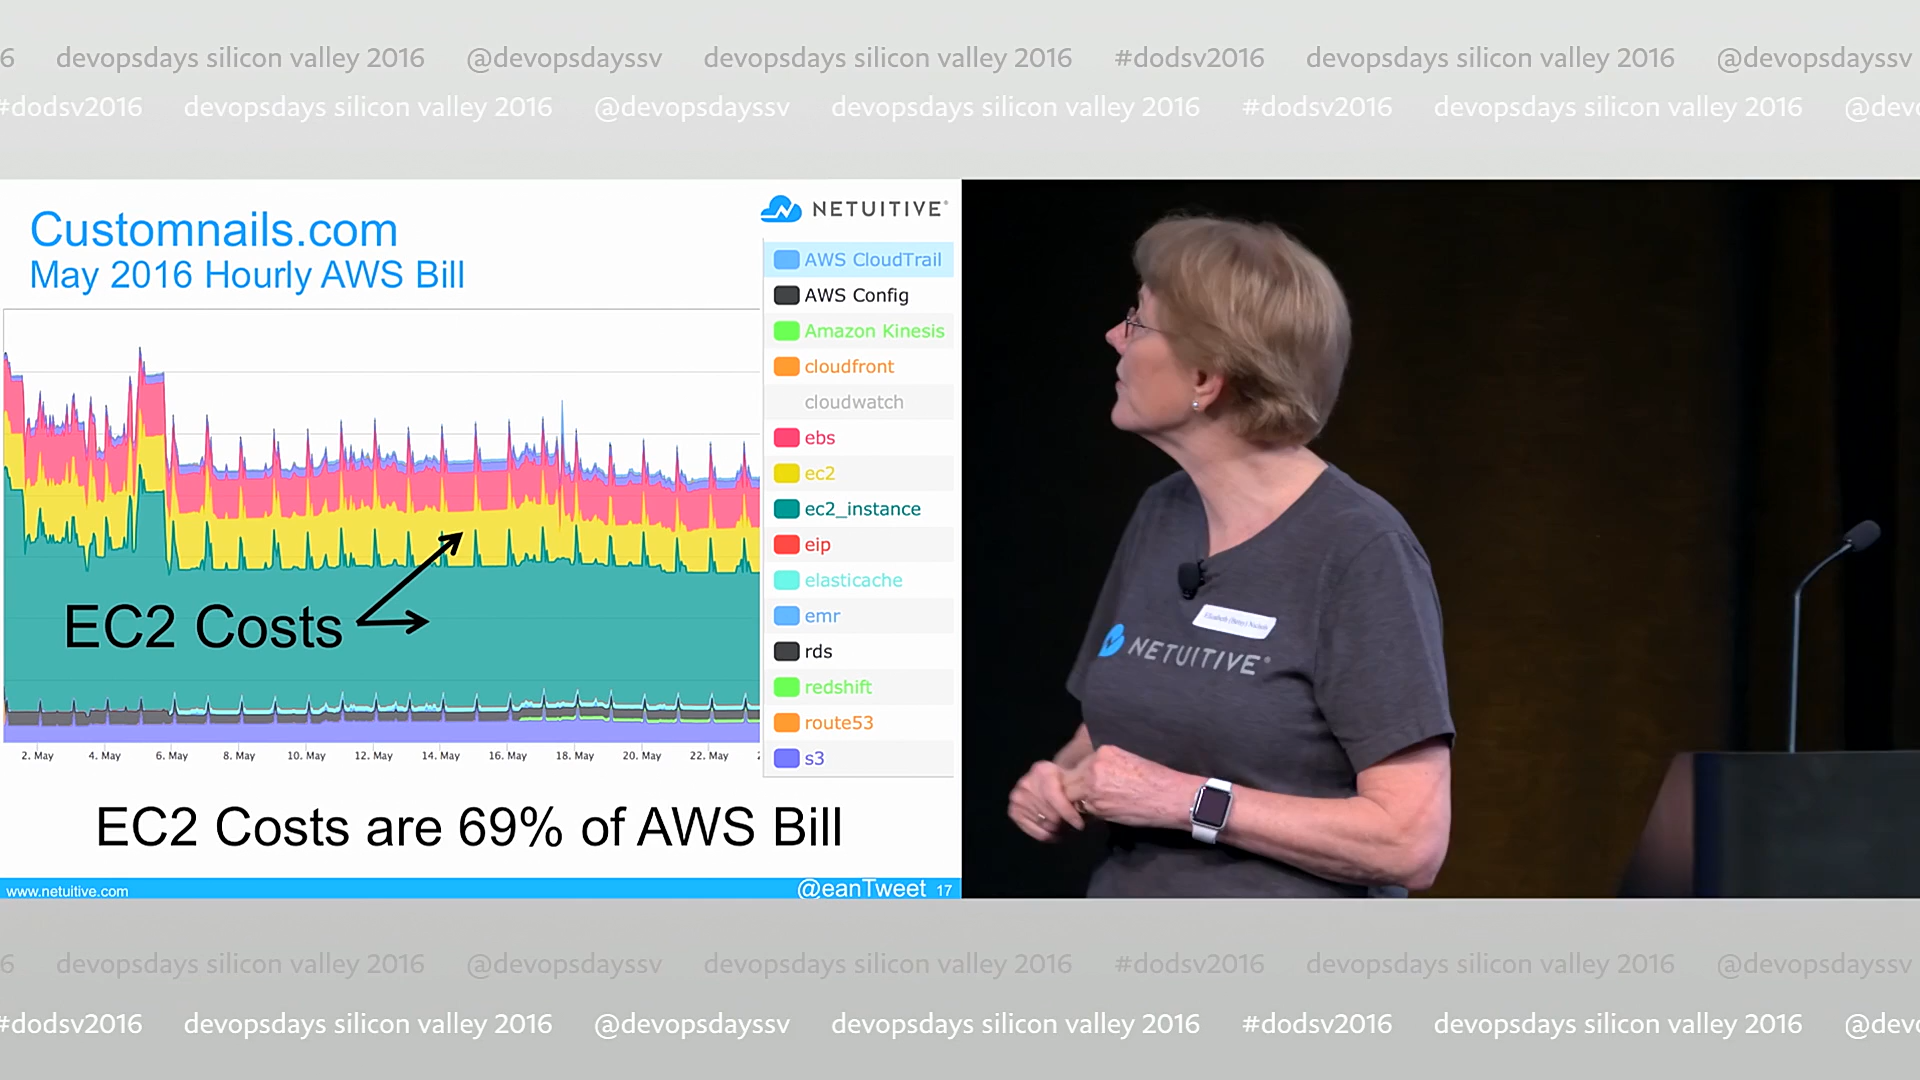 6 devopsdays silicon valley 2016 @devopsdayssv devopsdays silicon valley 2016 #dodsv2016 devopsdays silicon valley 2016 @devopsdayssv
#dodsv2016 devopsdays silicon valley 2016 @devopsdayssv devopsdays silicon valley 2016 #dodsv2016 devopsdays silicon valley 2016 @devo
NETUITIVE®
Customnails.com
May 2016 Hourly AWS Bill
AWS CloudTrail
AWS Config
Amazon Kinesis
cloudfront
cloudwatch
ebs
ec2
ec2_instance
eip
elasticache
emr
rds
redshift
route53
s3
EC2 Costs
2. May 4. May 6. May 8. May 10. May 12. May 14. May 16. May 18. May 20. May 22. May
EC2 Costs are 69% of AWS Bill
www.netuitive.com @eanTweet 17
Elizabeth (Betsy) Nichols
NETUITIVE®
6 devopsdays silicon valley 2016 @devopsdayssv devopsdays silicon valley 2016 #dodsv2016 devopsdays silicon valley 2016 @devopsdayssv
#dodsv2016 devopsdays silicon valley 2016 @devopsdayssv devopsdays silicon valley 2016 #dodsv2016 devopsdays silicon valley 2016 @devo